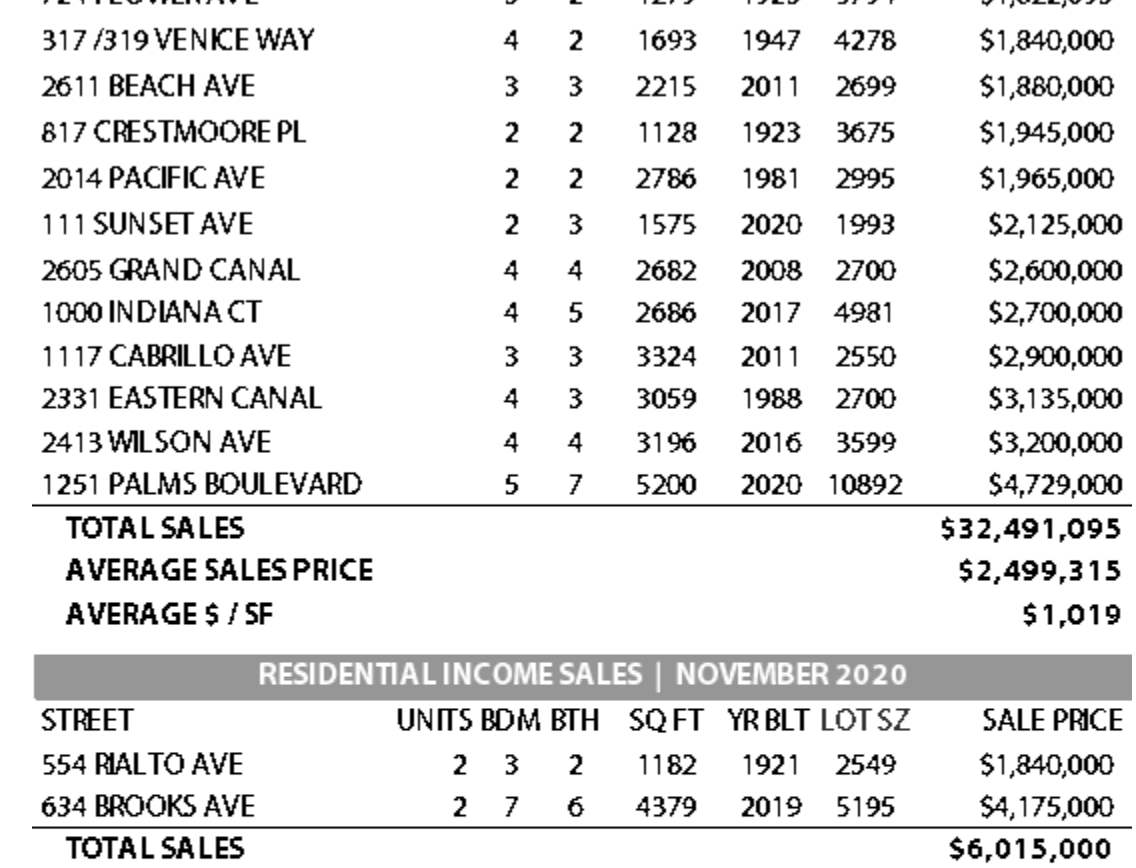 317 /319 VENICE WAY 4 2 1693 1947 4278 $1,840,000
2611 BEACH AVE 3 3 2215 2011 2699 $1,880,000
817 CRESTMOORE PL 2 2 1128 1923 3675 $1,945,000
2014 PACIFIC AVE 2 2 2786 1981 2995 $1,965,000
111 SUNSET AVE 2 3 1575 2020 1993 $2,125,000
2605 GRAND CANAL 4 4 2682 2008 2700 $2,600,000
1000 INDIANA CT 4 5 2686 2017 4981 $2,700,000
1117 CABRILLO AVE 3 3 3324 2011 2550 $2,900,000
2331 EASTERN CANAL 4 3 3059 1988 2700 $3,135,000
2413 WILSON AVE 4 4 3196 2016 3599 $3,200,000
1251 PALMS BOULEVARD 5 7 5200 2020 10892 $4,729,000
TOTAL SALES $32,491,095
AVERAGE SALES PRICE $2,499,315
AVERAGE $ / SF $1,019
RESIDENTIAL INCOME SALES | NOVEMBER 2020
STREET UNITS BDM BTH SQ FT YR BLT LOT SZ SALE PRICE
554 RIALTO AVE 2 3 2 1182 1921 2549 $1,840,000
634 BROOKS AVE 2 7 6 4379 2019 5195 $4,175,000
TOTAL SALES $6,015,000